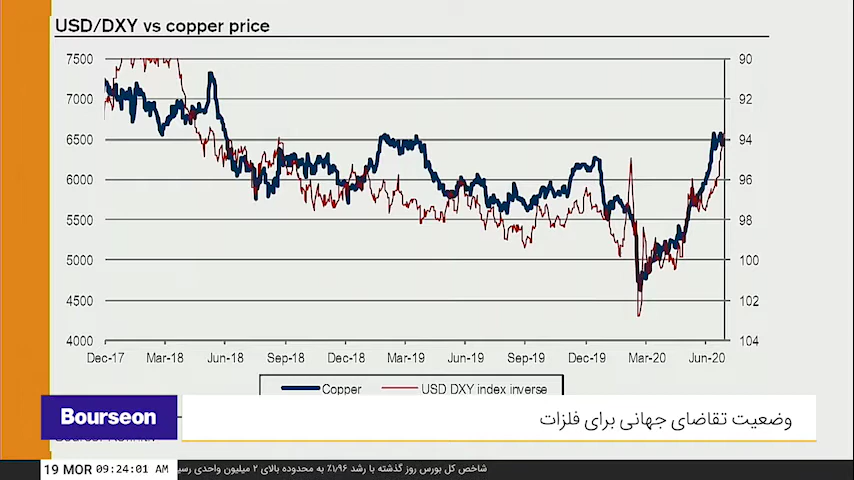 USD/DXY vs copper price
7500 90
7000 92
6500 94
6000 96
5500 98
5000 100
4500 102
4000 104
Dec-17 Mar-18 Jun-18 Sep-18 Dec-18 Mar-19 Jun-19 Sep-19 Dec-19 Mar-20 Jun-20
Copper USD DXY index inverse
Bourseon وضعیت تقاضای جهانی برای فلزات
19 MOR 09:24:01 AM شاخص کل بورس روز گذشته با رشد ۱/۹۶٪ به محدوده بالای ۲ میلیون واحدی رسی